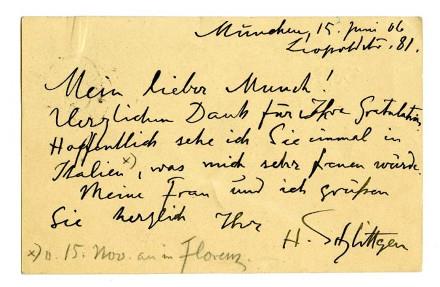 München, 15. Juni 06
Leopoldstr. 81.
Mein lieber Munch!
Herzlichen Dank für Ihre Gratulation
Hoffentlich sehe ich Sie einmal in
Italien x), was mich sehr freuen würde.
Meine Frau und ich grüßen
Sie herzlich Ihr
H. Schlittgen
x) v. 15. Nov. an in Florenz.